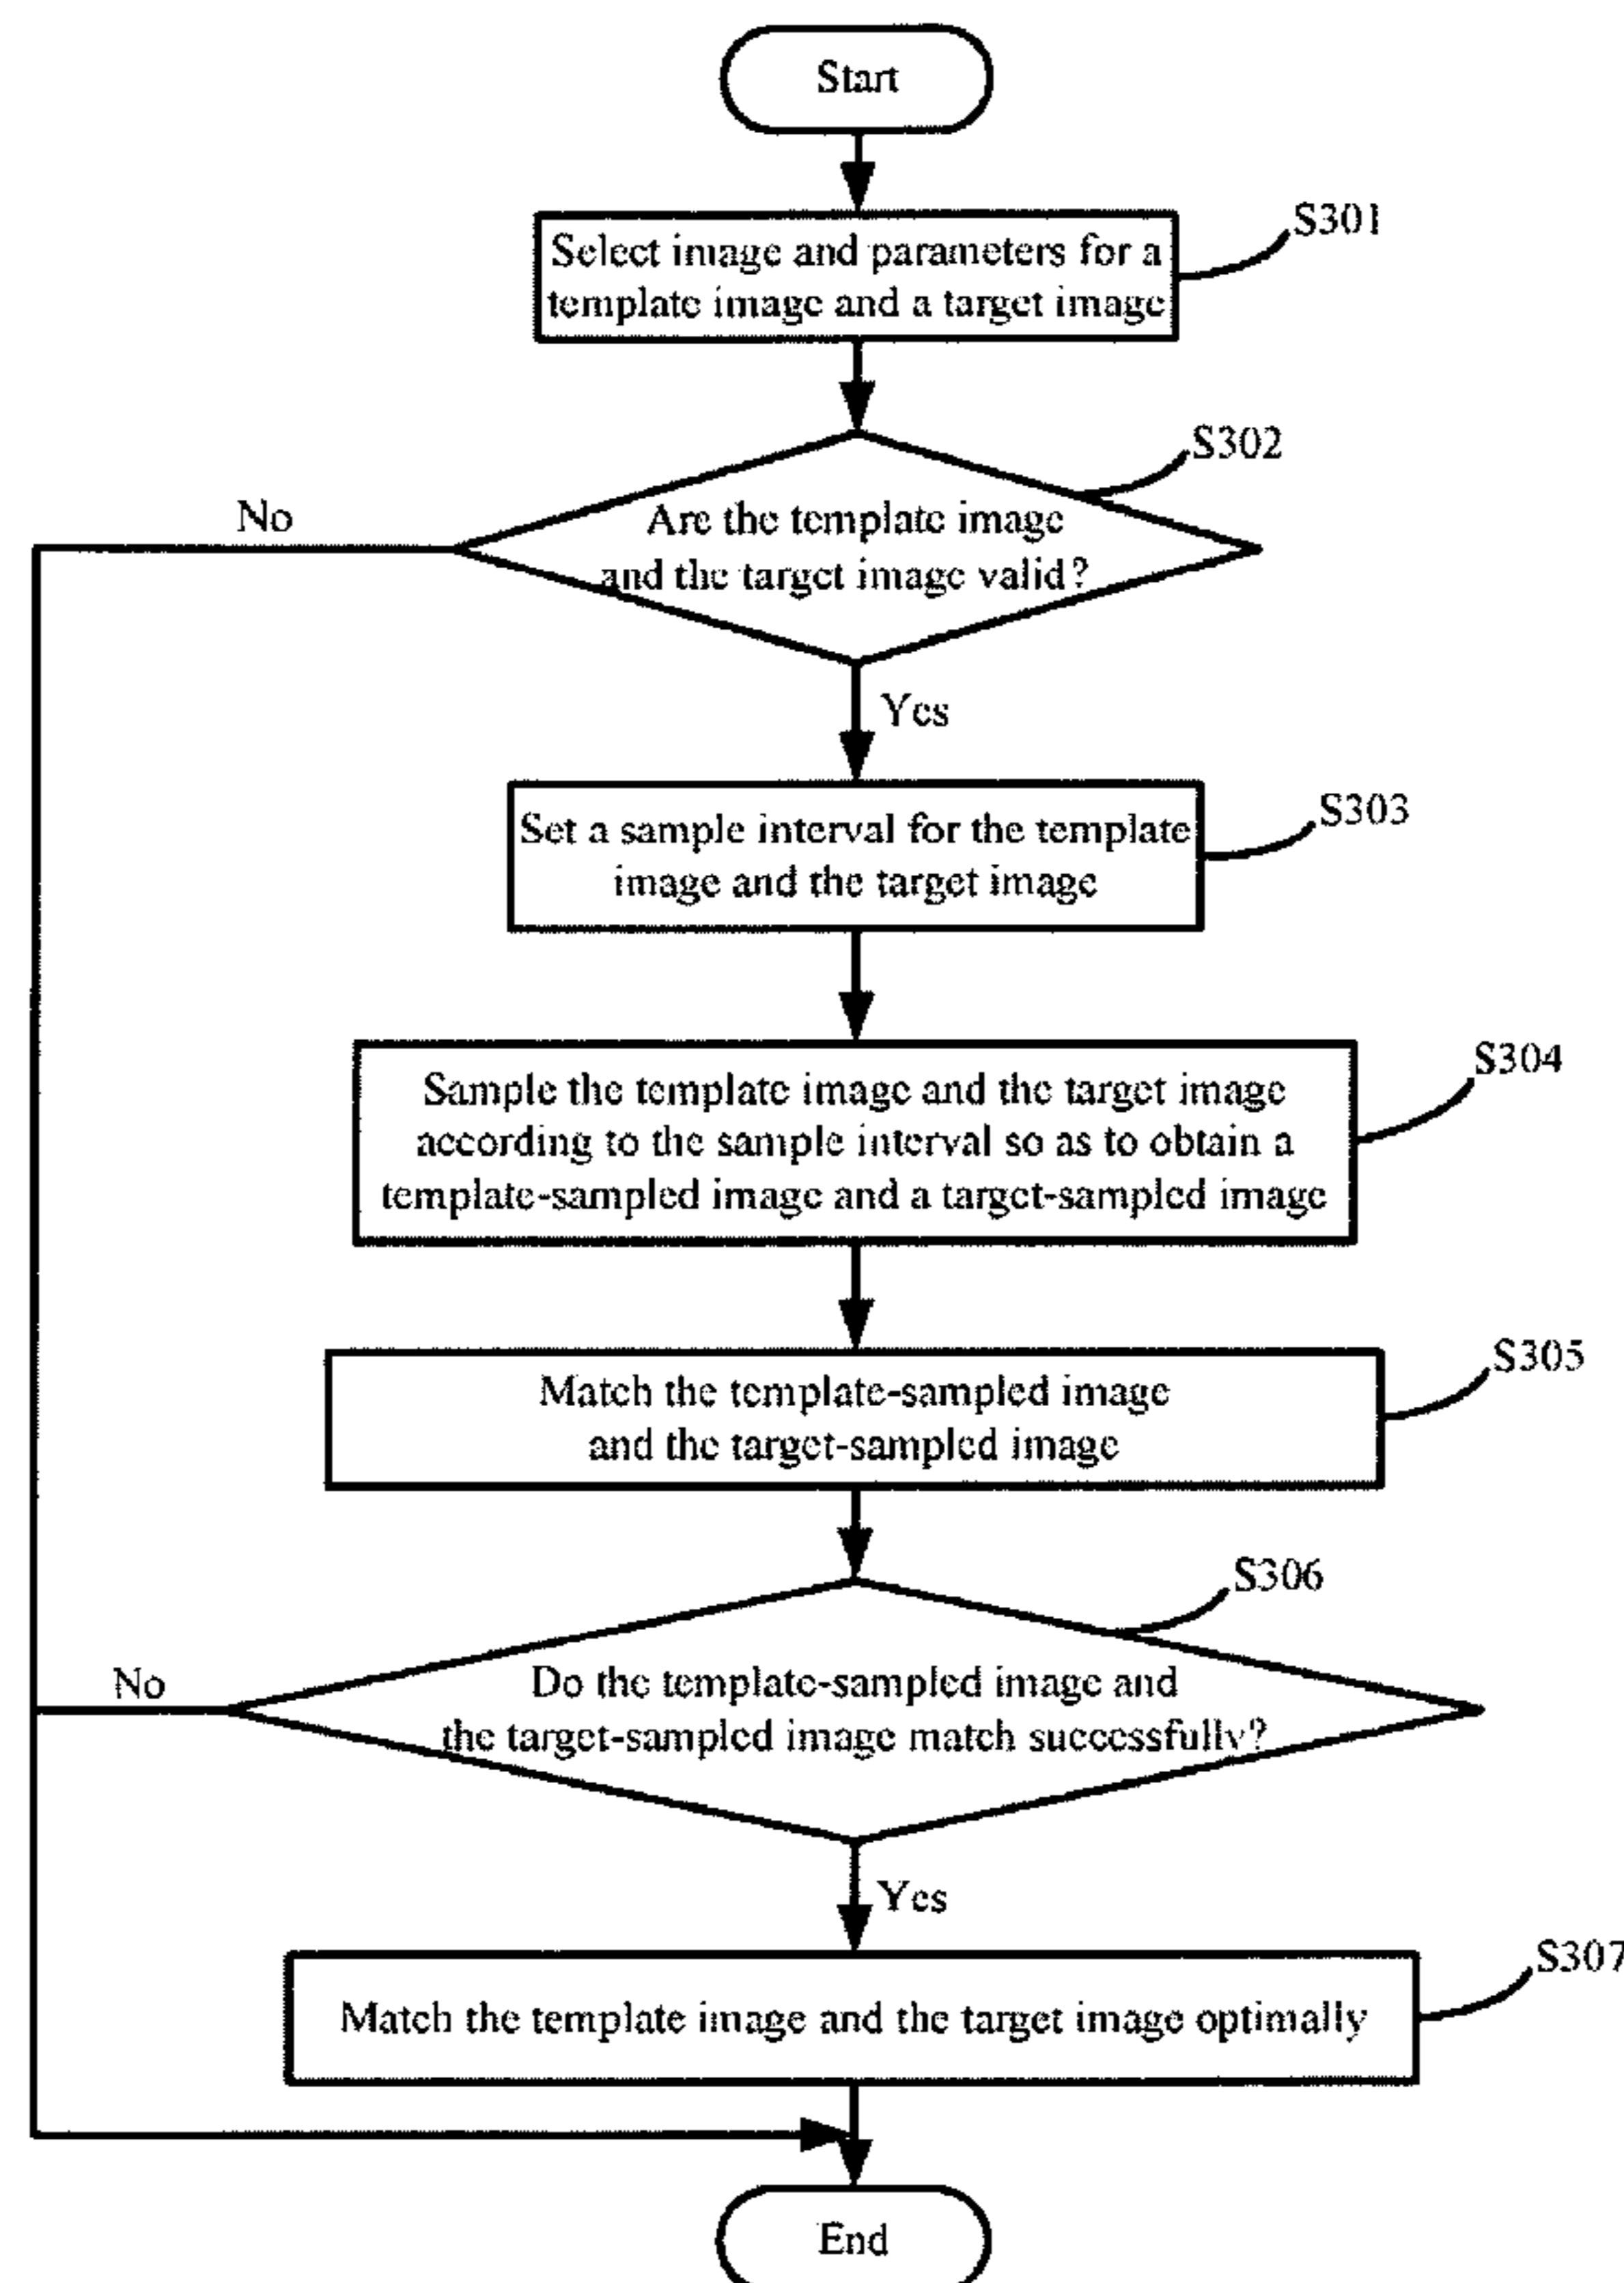 Start
S301
Select image and parameters for a
template image and a target image
S302
No
Are the template image
and the target image valid?
Yes
S303
Set a sample interval for the template
image and the target image
S304
Sample the template image and the target image
according to the sample interval so as to obtain a
template-sampled image and a target-sampled image
S305
Match the template-sampled image
and the target-sampled image
S306
No
Do the template-sampled image and
the target-sampled image match successfully?
Yes
S307
Match the template image and the target image optimally
End